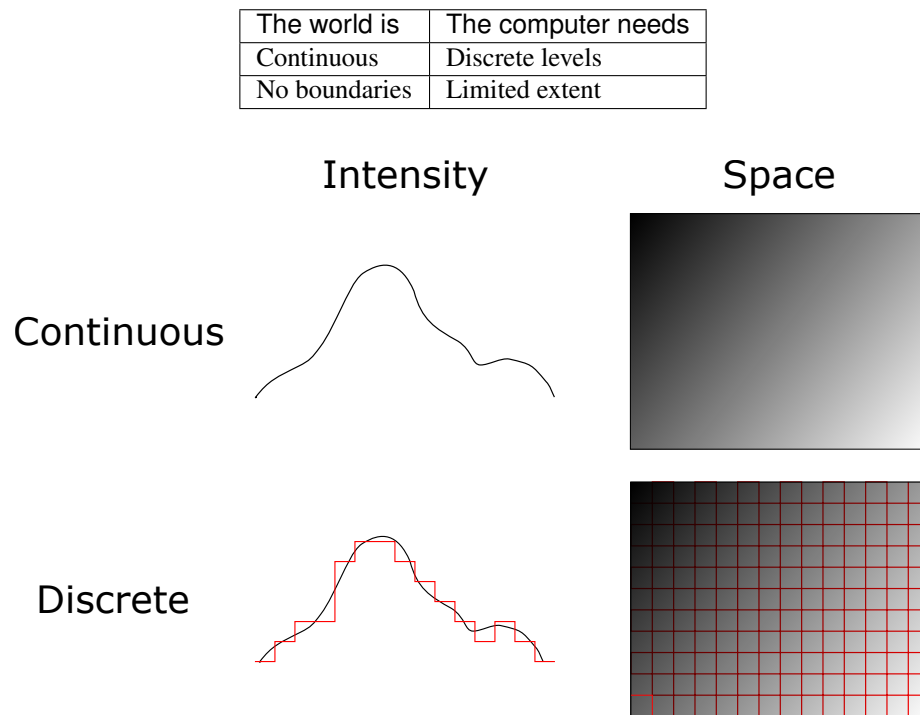 The world is The computer needs
Continuous Discrete levels
No boundaries Limited extent
Intensity Space
Continuous
Discrete